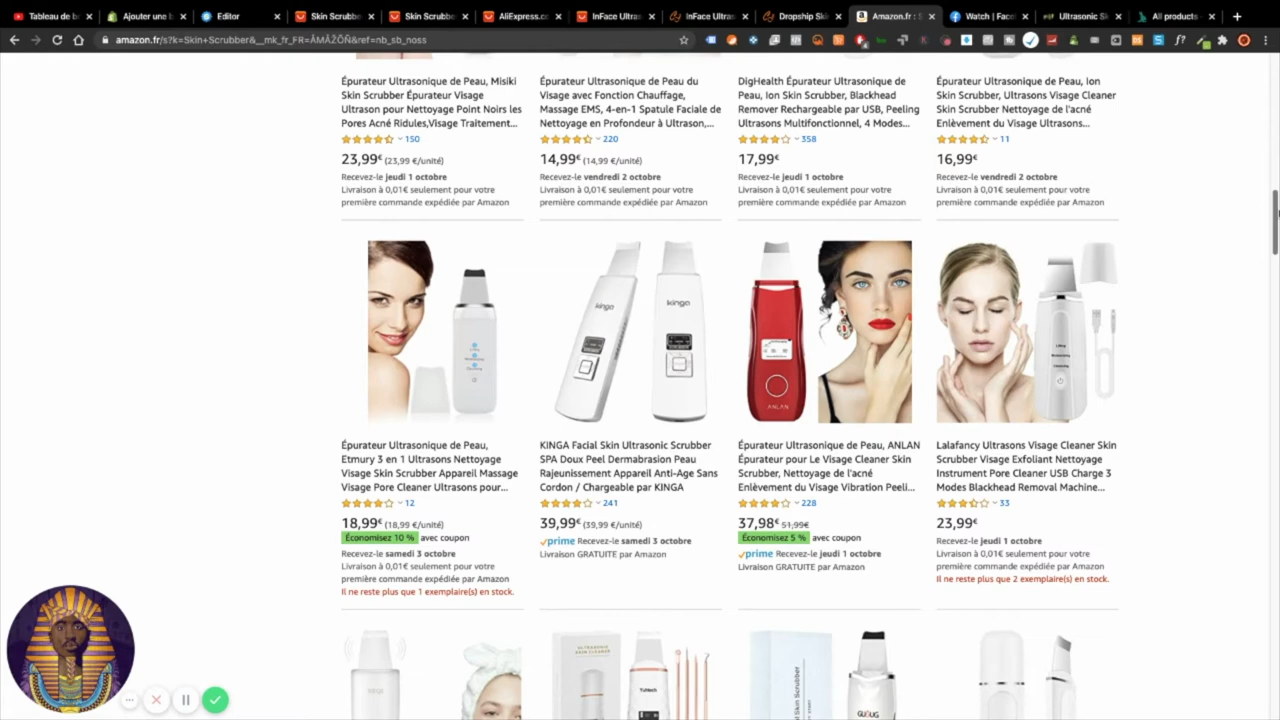 Tableau de b
Ajouter une b
Editor
Skin Scrubbe
Skin Scrubbe
AliExpress.co
InFace Ultras
InFace Ultras
Dropship Skin
Amazon.fr : S
Watch | Face
Ultrasonic Sk
All products
amazon.fr/s?k=Skin+Scrubber&__mk_fr_FR=ÅMÅŽÕÑ&ref=nb_sb_noss
Épurateur Ultrasonique de Peau, Misiki
Skin Scrubber Épurateur Visage
Ultrason pour Nettoyage Point Noirs les
Pores Acné Ridules,Visage Traitement...
150
23,99€ (23,99 €/unité)
Recevez-le jeudi 1 octobre
Livraison à 0,01€ seulement pour votre
première commande expédiée par Amazon
Épurateur Ultrasonique de Peau du
Visage avec Fonction Chauffage,
Massage EMS, 4-en-1 Spatule Faciale de
Nettoyage en Profondeur à Ultrason,...
220
14,99€ (14,99 €/unité)
Recevez-le vendredi 2 octobre
Livraison à 0,01€ seulement pour votre
première commande expédiée par Amazon
DigHealth Épurateur Ultrasonique de
Peau, Ion Skin Scrubber, Blackhead
Remover Rechargeable par USB, Peeling
Ultrasons Multifonctionnel, 4 Modes...
358
17,99€
Recevez-le jeudi 1 octobre
Livraison à 0,01€ seulement pour votre
première commande expédiée par Amazon
Épurateur Ultrasonique de Peau, Ion
Skin Scrubber, Ultrasons Visage Cleaner
Skin Scrubber Nettoyage de l'acné
Enlèvement du Visage Ultrasons...
11
16,99€
Recevez-le vendredi 2 octobre
Livraison à 0,01€ seulement pour votre
première commande expédiée par Amazon
kingo
kingo
ANLAN
Épurateur Ultrasonique de Peau,
Etmury 3 en 1 Ultrasons Nettoyage
Visage Skin Scrubber Appareil Massage
Visage Pore Cleaner Ultrasons pour...
12
18,99€ (18,99 €/unité)
Économisez 10 % avec coupon
Recevez-le samedi 3 octobre
Livraison à 0,01€ seulement pour votre
première commande expédiée par Amazon
Il ne reste plus que 1 exemplaire(s) en stock.
KINGA Facial Skin Ultrasonic Scrubber
SPA Doux Peel Dermabrasion Peau
Rajeunissement Appareil Anti-Age Sans
Cordon / Chargeable par KINGA
241
39,99€ (39,99 €/unité)
prime Recevez-le samedi 3 octobre
Livraison GRATUITE par Amazon
Épurateur Ultrasonique de Peau, ANLAN
Épurateur pour Le Visage Cleaner Skin
Scrubber, Nettoyage de l'acné
Enlèvement du Visage Vibration Peeli...
228
37,98€ 51,99€
Économisez 5 % avec coupon
prime Recevez-le jeudi 1 octobre
Livraison GRATUITE par Amazon
Lalafancy Ultrasons Visage Cleaner Skin
Scrubber Visage Exfoliant Nettoyage
Instrument Pore Cleaner USB Charge 3
Modes Blackhead Removal Machine...
33
23,99€
Recevez-le jeudi 1 octobre
Livraison à 0,01€ seulement pour votre
première commande expédiée par Amazon
Il ne reste plus que 2 exemplaire(s) en stock.
ULTRASONIC
SKIN CLEANER
Skin Scrubber
GUGUG